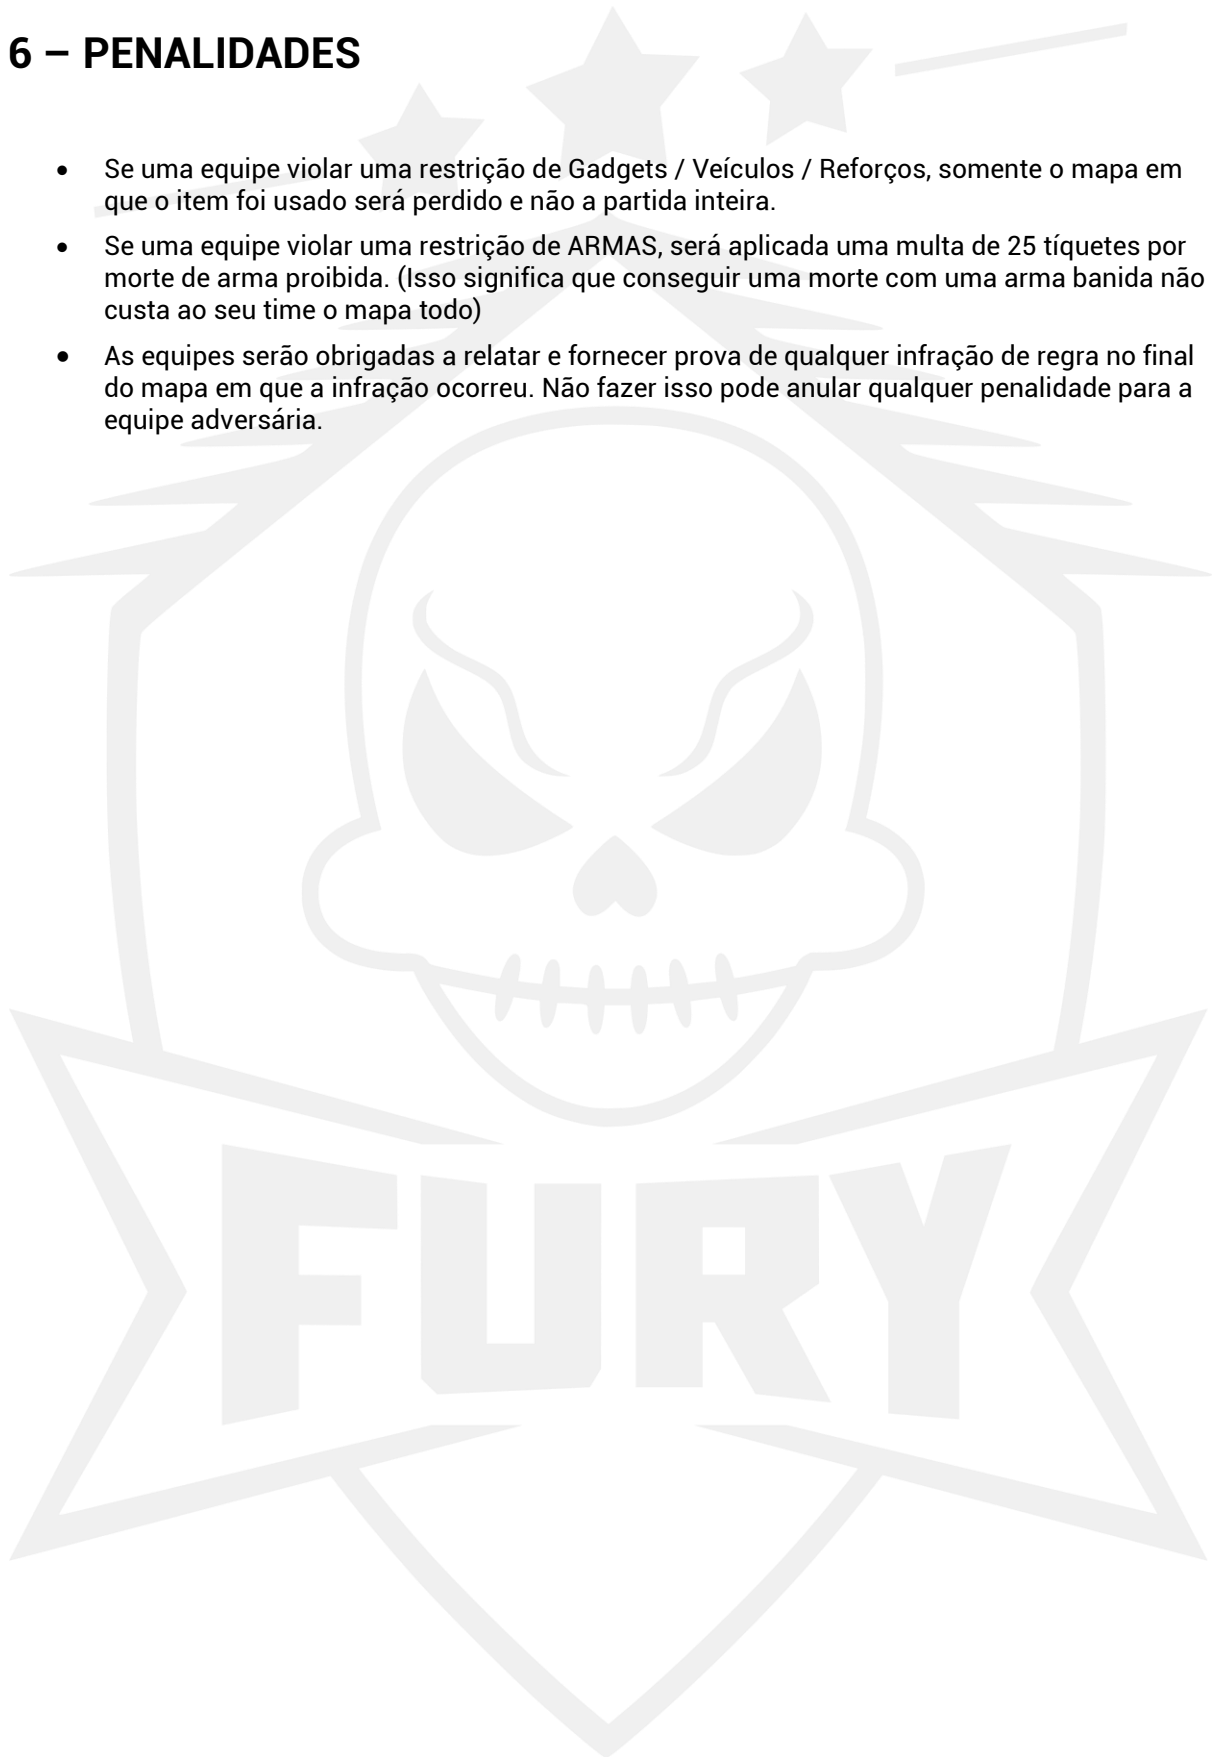 6 – PENALIDADES
• Se uma equipe violar uma restrição de Gadgets / Veículos / Reforços, somente o mapa em
que o item foi usado será perdido e não a partida inteira.
• Se uma equipe violar uma restrição de ARMAS, será aplicada uma multa de 25 tíquetes por
morte de arma proibida. (Isso significa que conseguir uma morte com uma arma banida não
custa ao seu time o mapa todo)
• As equipes serão obrigadas a relatar e fornecer prova de qualquer infração de regra no final
do mapa em que a infração ocorreu. Não fazer isso pode anular qualquer penalidade para a
equipe adversária.
FURY